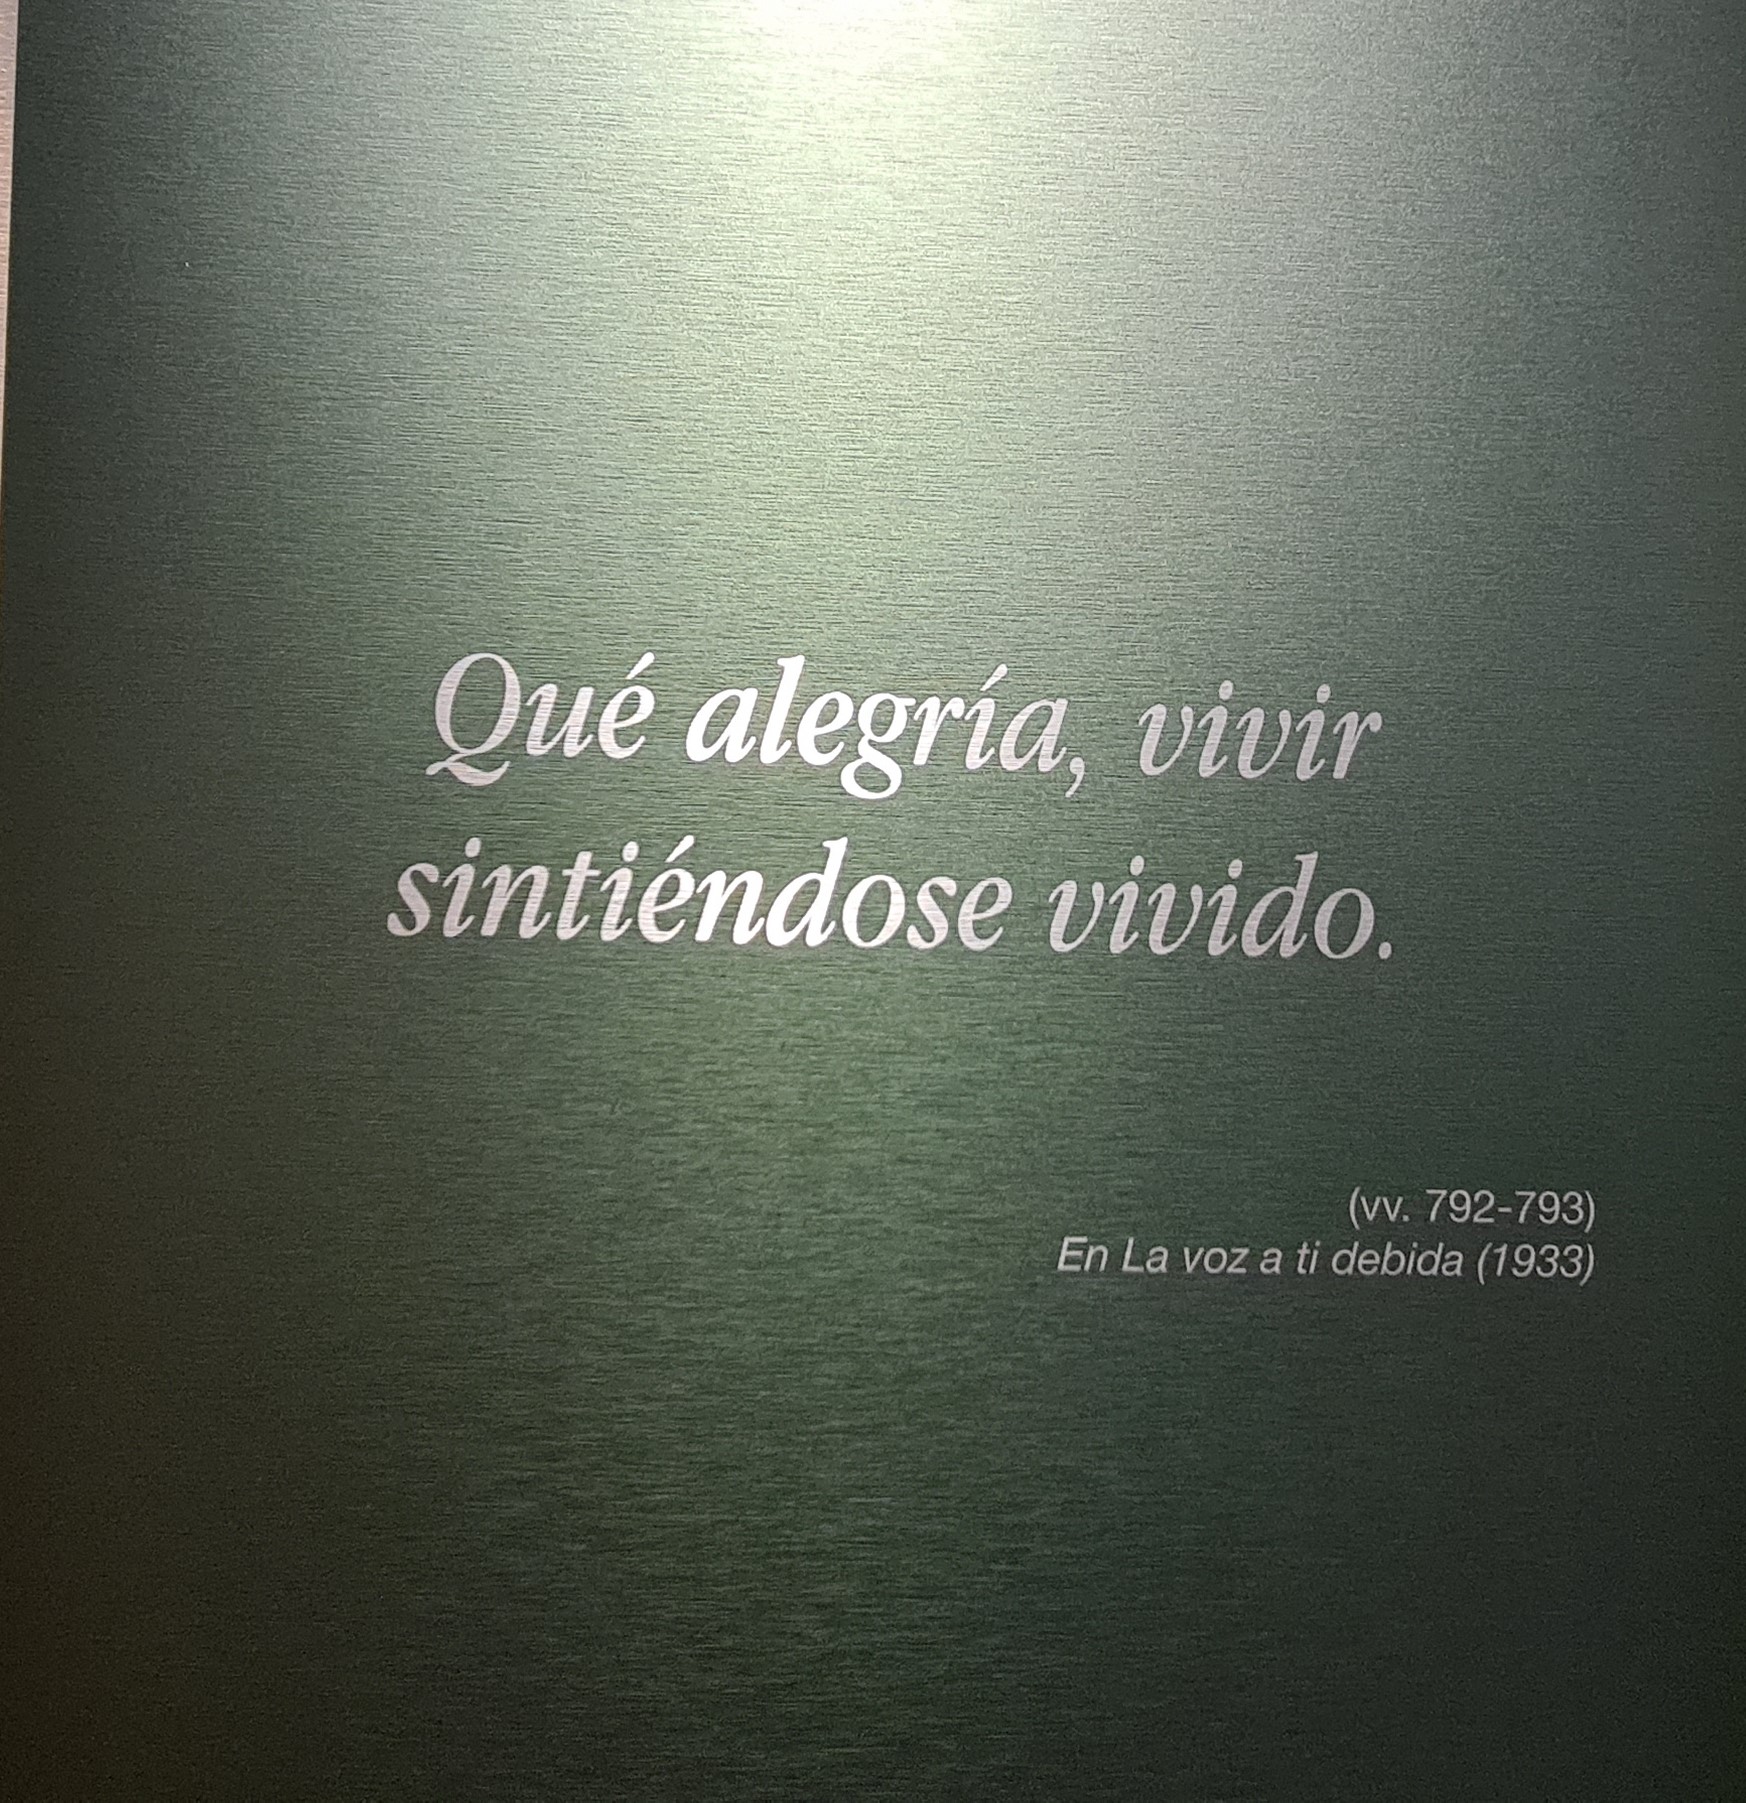 Qué alegría, vivir
sintiéndose vivido.
(vv. 792-793)
En La voz a ti debida (1933)